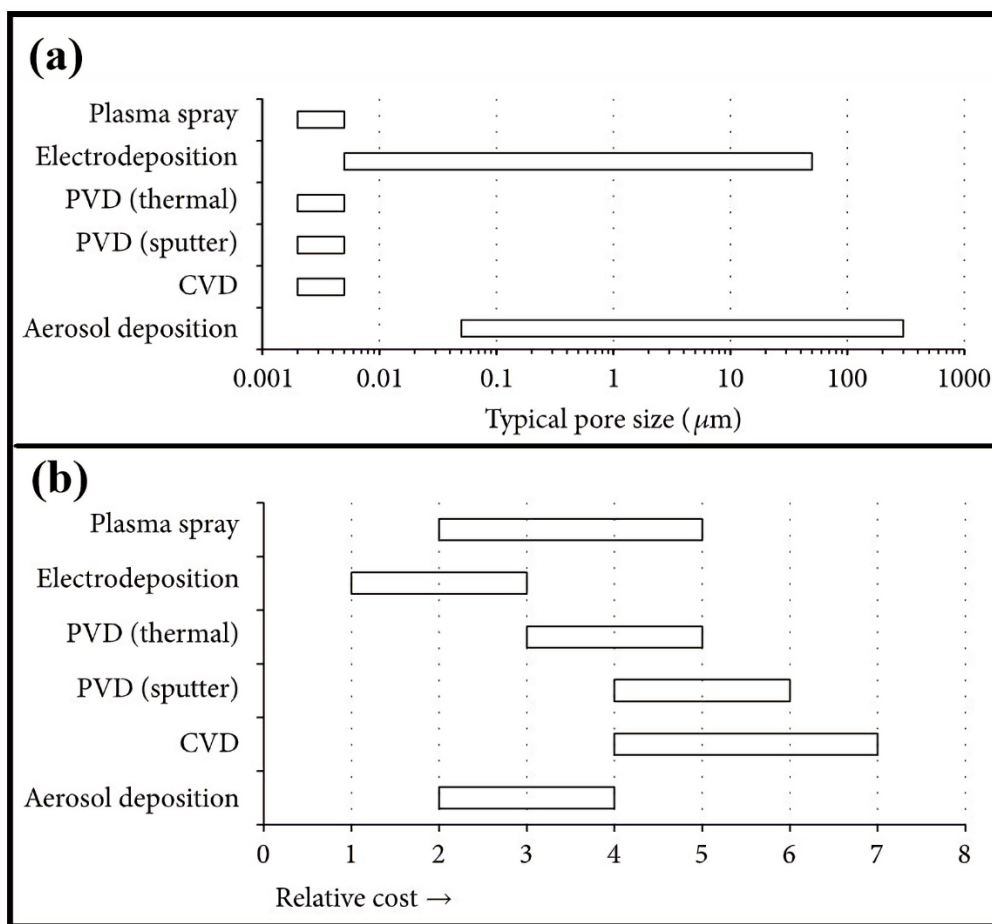 (a)
Plasma spray
Electrodeposition
PVD (thermal)
PVD (sputter)
CVD
Aerosol deposition
0.001 0.01 0.1 1 10 100 1000
Typical pore size (μm)
(b)
Plasma spray
Electrodeposition
PVD (thermal)
PVD (sputter)
CVD
Aerosol deposition
0 1 2 3 4 5 6 7 8
Relative cost →